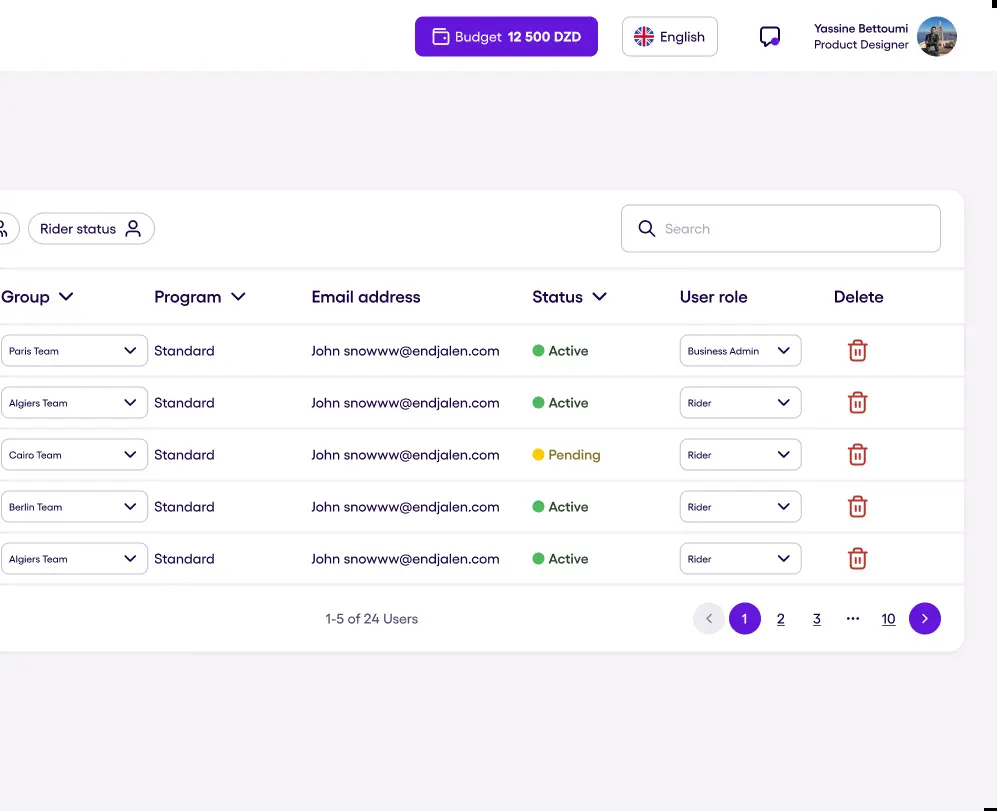 Budget 12 500 DZD
English
Yassine Bettoumi
Product Designer
Rider status
Search
Group Program Email address Status User role Delete
Paris Team Standard John snowww@endjalen.com Active Business Admin
Algiers Team Standard John snowww@endjalen.com Active Rider
Cairo Team Standard John snowww@endjalen.com Pending Rider
Berlin Team Standard John snowww@endjalen.com Active Rider
Algiers Team Standard John snowww@endjalen.com Active Rider
1-5 of 24 Users 1 2 3 ··· 10